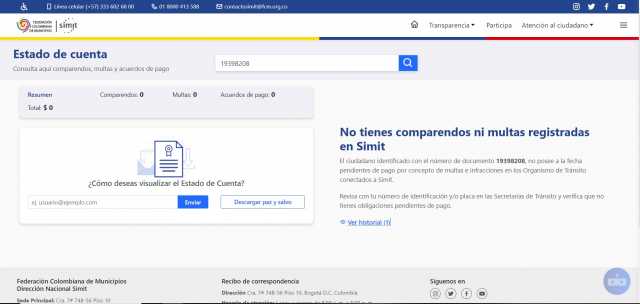 Línea celular (+57) 333 602 66 00
01 8000 413 588
contactosimit@fcm.org.co
FEDERACIÓN COLOMBIANA DE MUNICIPIOS
simit
Transparencia
Participa
Atención al ciudadano
Estado de cuenta
Consulta aquí comparendos, multas y acuerdos de pago
19398208
Resumen
Comparendos: 0
Multas: 0
Acuerdos de pago: 0
Total: $ 0
¿Cómo deseas visualizar el Estado de Cuenta?
ej. usuario@ejemplo.com
Enviar
Descargar paz y salvo
No tienes comparendos ni multas registradas
en Simit
El ciudadano identificado con el número de documento 19398208, no posee a la fecha
pendientes de pago por concepto de multas e infracciones en los Organismo de Tránsito
conectados a Simit.
Revisa con tu número de identificación y/o placa en las Secretarías de Tránsito y verifica que no
tienes obligaciones pendientes de pago.
Ver historial (1)
Federación Colombiana de Municipios
Dirección Nacional Simit
Sede Principal: Cra. 7ª 74-56 Piso 10
Recibo de correspondencia
Dirección Cra. 7ª 74B-56 Piso 10, Bogotá D.C. Colombia
Síguenos en